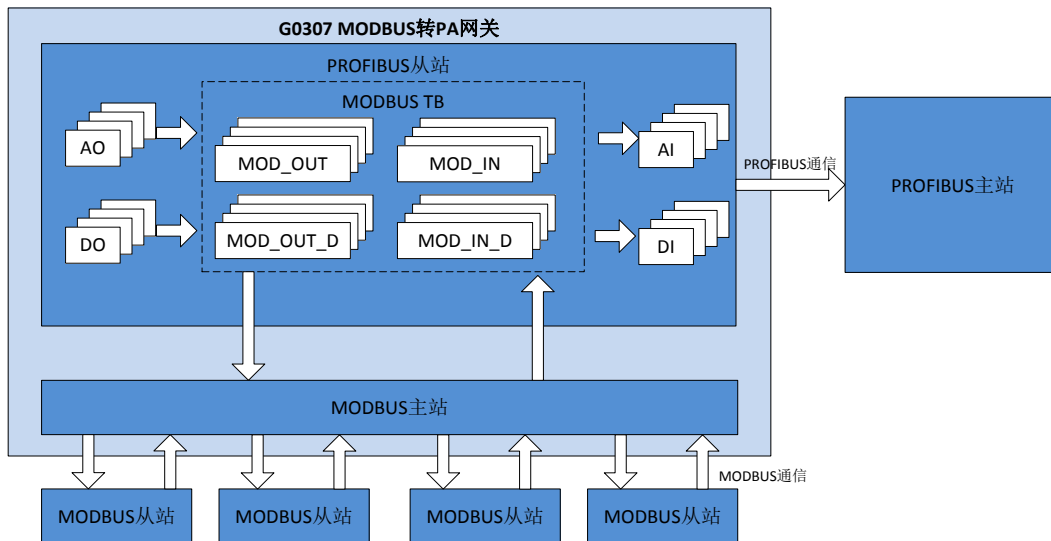 G0307 MODBUS转PA网关
PROFIBUS从站
MODBUS TB
AO
MOD_OUT
MOD_IN
AI
PROFIBUS通信
PROFIBUS主站
DO
MOD_OUT_D
MOD_IN_D
DI
MODBUS主站
MODBUS通信
MODBUS从站
MODBUS从站
MODBUS从站
MODBUS从站